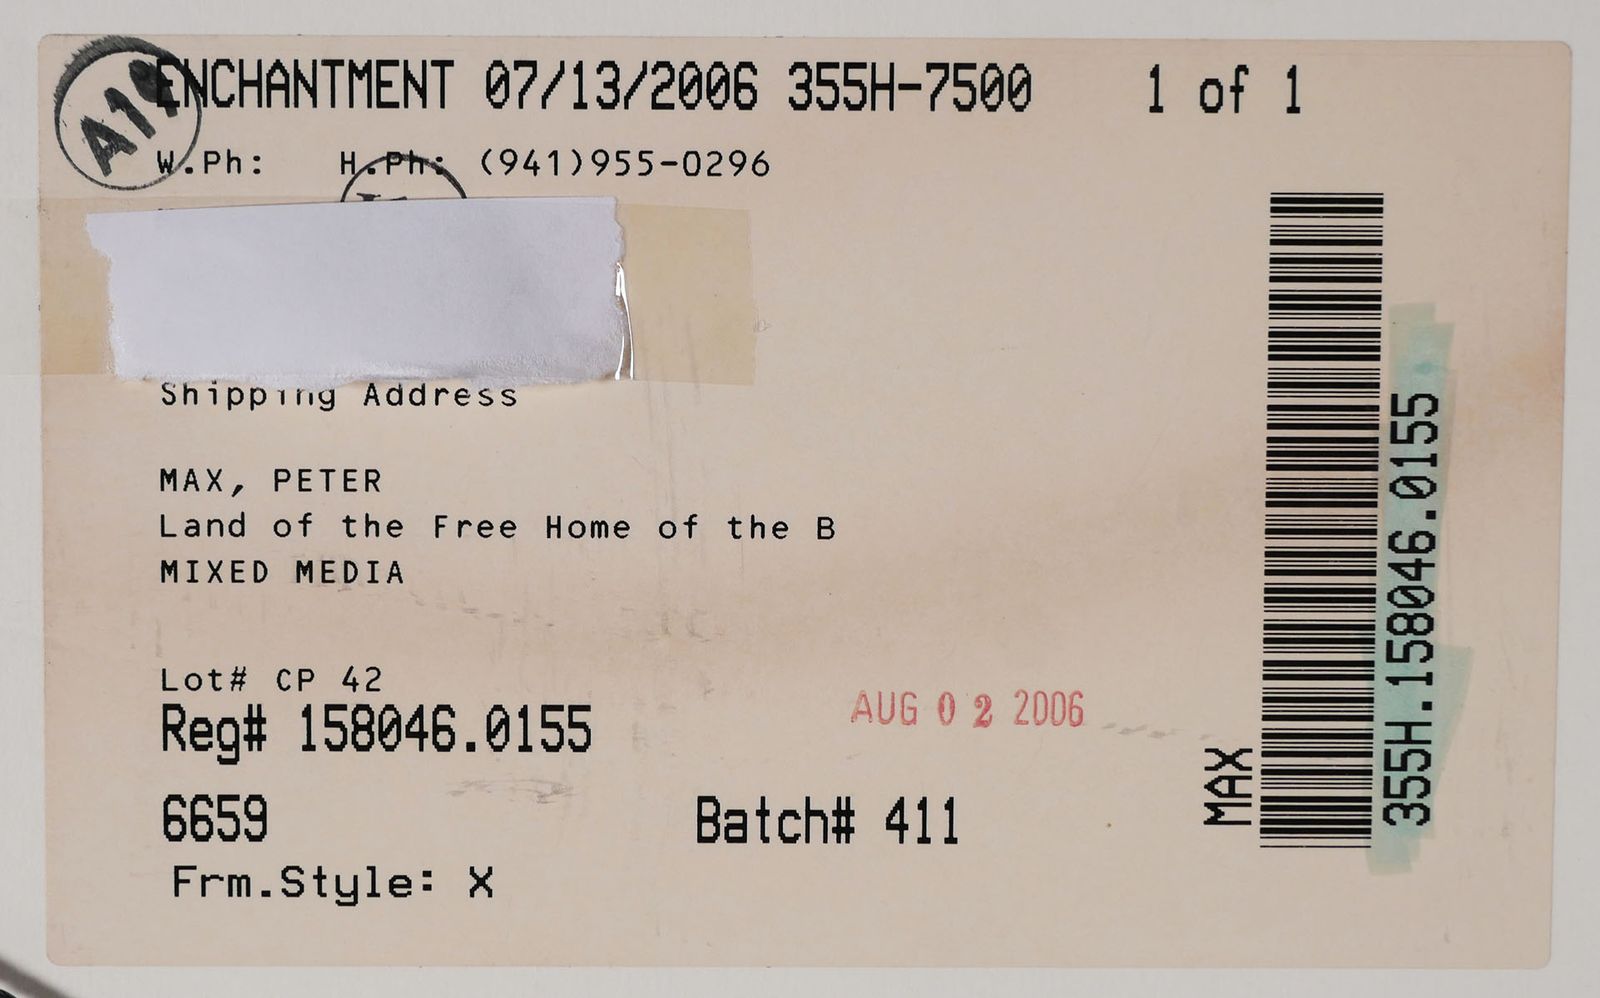 ENCHANTMENT 07/13/2006 355H-7500 1 of 1
W.Ph: H.Ph: (941)955-0296
Shipping Address
MAX, PETER
Land of the Free Home of the B
MIXED MEDIA
Lot# CP 42
Reg# 158046.0155
AUG 02 2006
6659 Batch# 411
Frm.Style: X
MAX
355H.158046.0155